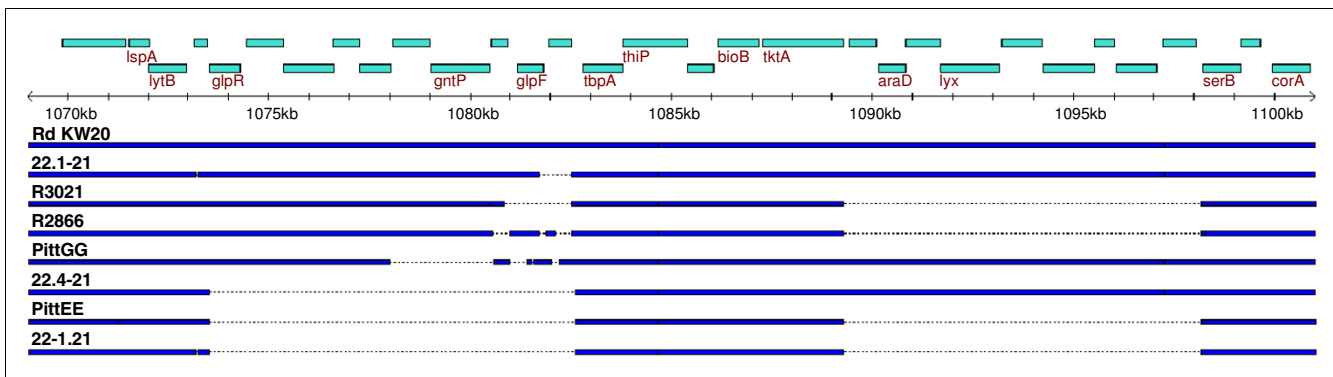 lspA thiP bioB tktA
lytB glpR gntP glpF tbpA araD lyx serB corA
1070kb 1075kb 1080kb 1085kb 1090kb 1095kb 1100kb
Rd KW20
22.1-21
R3021
R2866
PittGG
22.4-21
PittEE
22-1.21